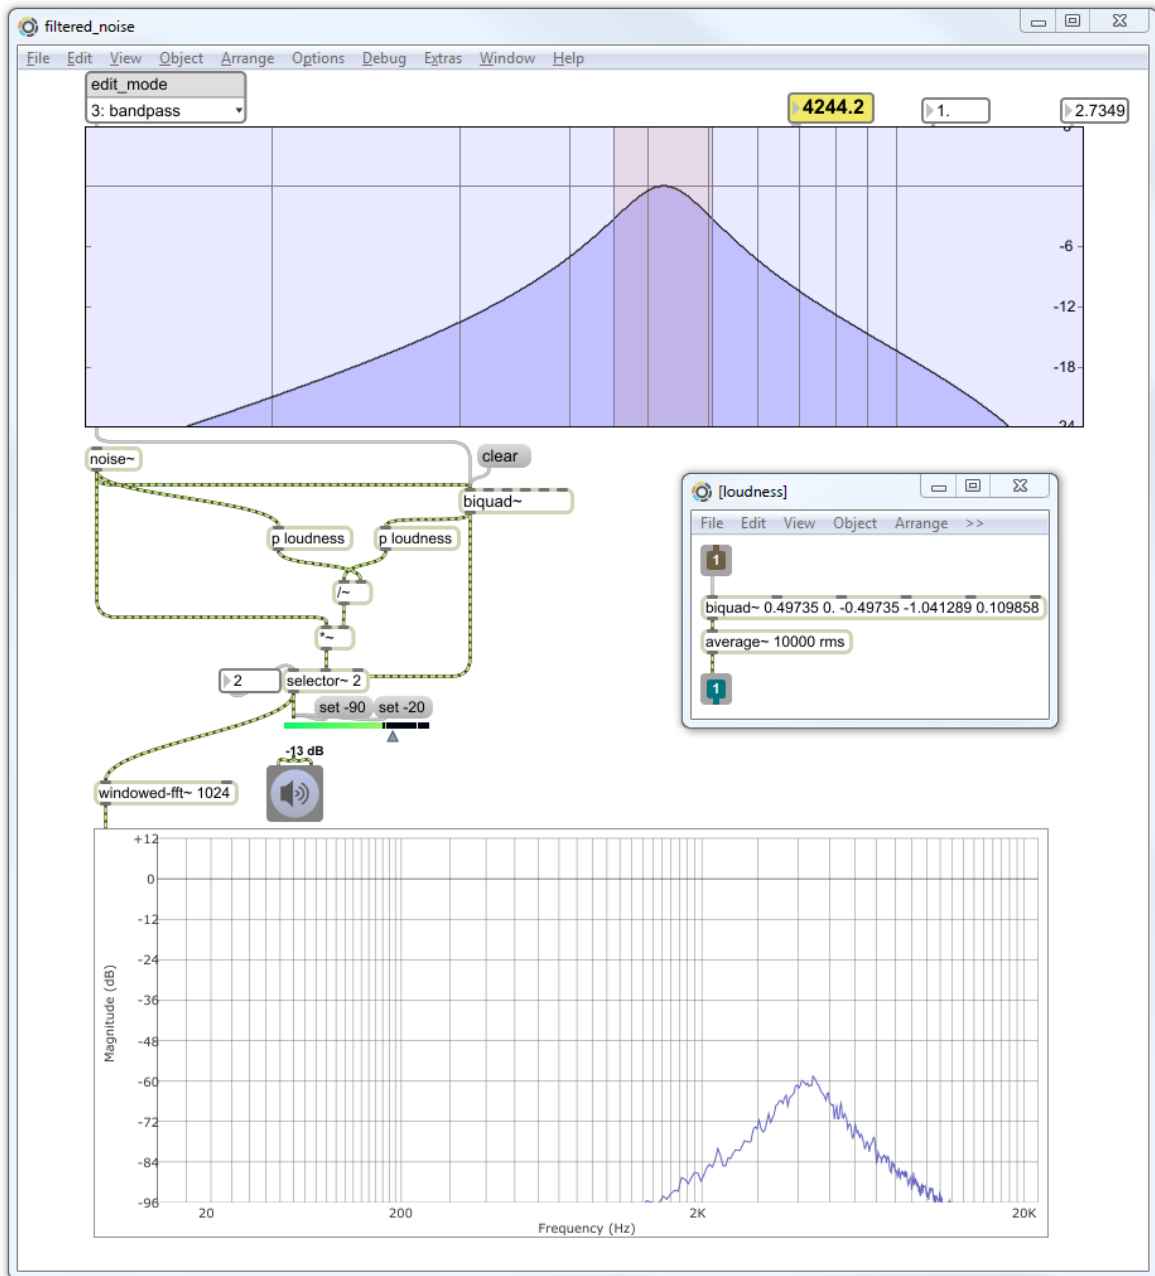 filtered_noise
File Edit View Object Arrange Options Debug Extras Window Help
edit_mode
3: bandpass
4244.2
1.
2.7349
0
-6
-12
-18
24
noise~
clear
biquad~
p loudness
p loudness
/~
*~
2
selector~ 2
set -90
set -20
-13 dB
windowed-fft~ 1024
[loudness]
File Edit View Object Arrange >>
1
biquad~ 0.49735 0. -0.49735 -1.041289 0.109858
average~ 10000 rms
1
+12
0
-12
-24
-36
-48
-60
-72
-84
-96
Magnitude (dB)
20 200 2K 20K
Frequency (Hz)